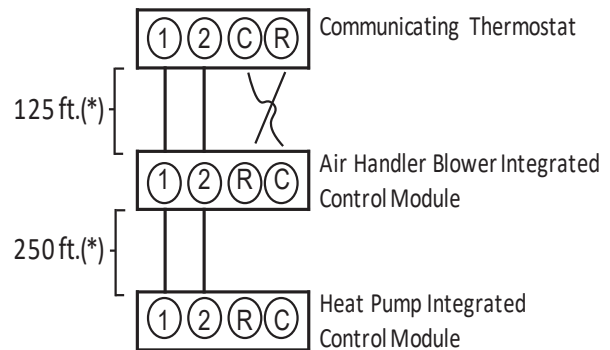 1 2 C R
Communicating Thermostat
125 ft.(*)
1 2 R C
Air Handler Blower Integrated
Control Module
250 ft.(*)
1 2 R C
Heat Pump Integrated
Control Module